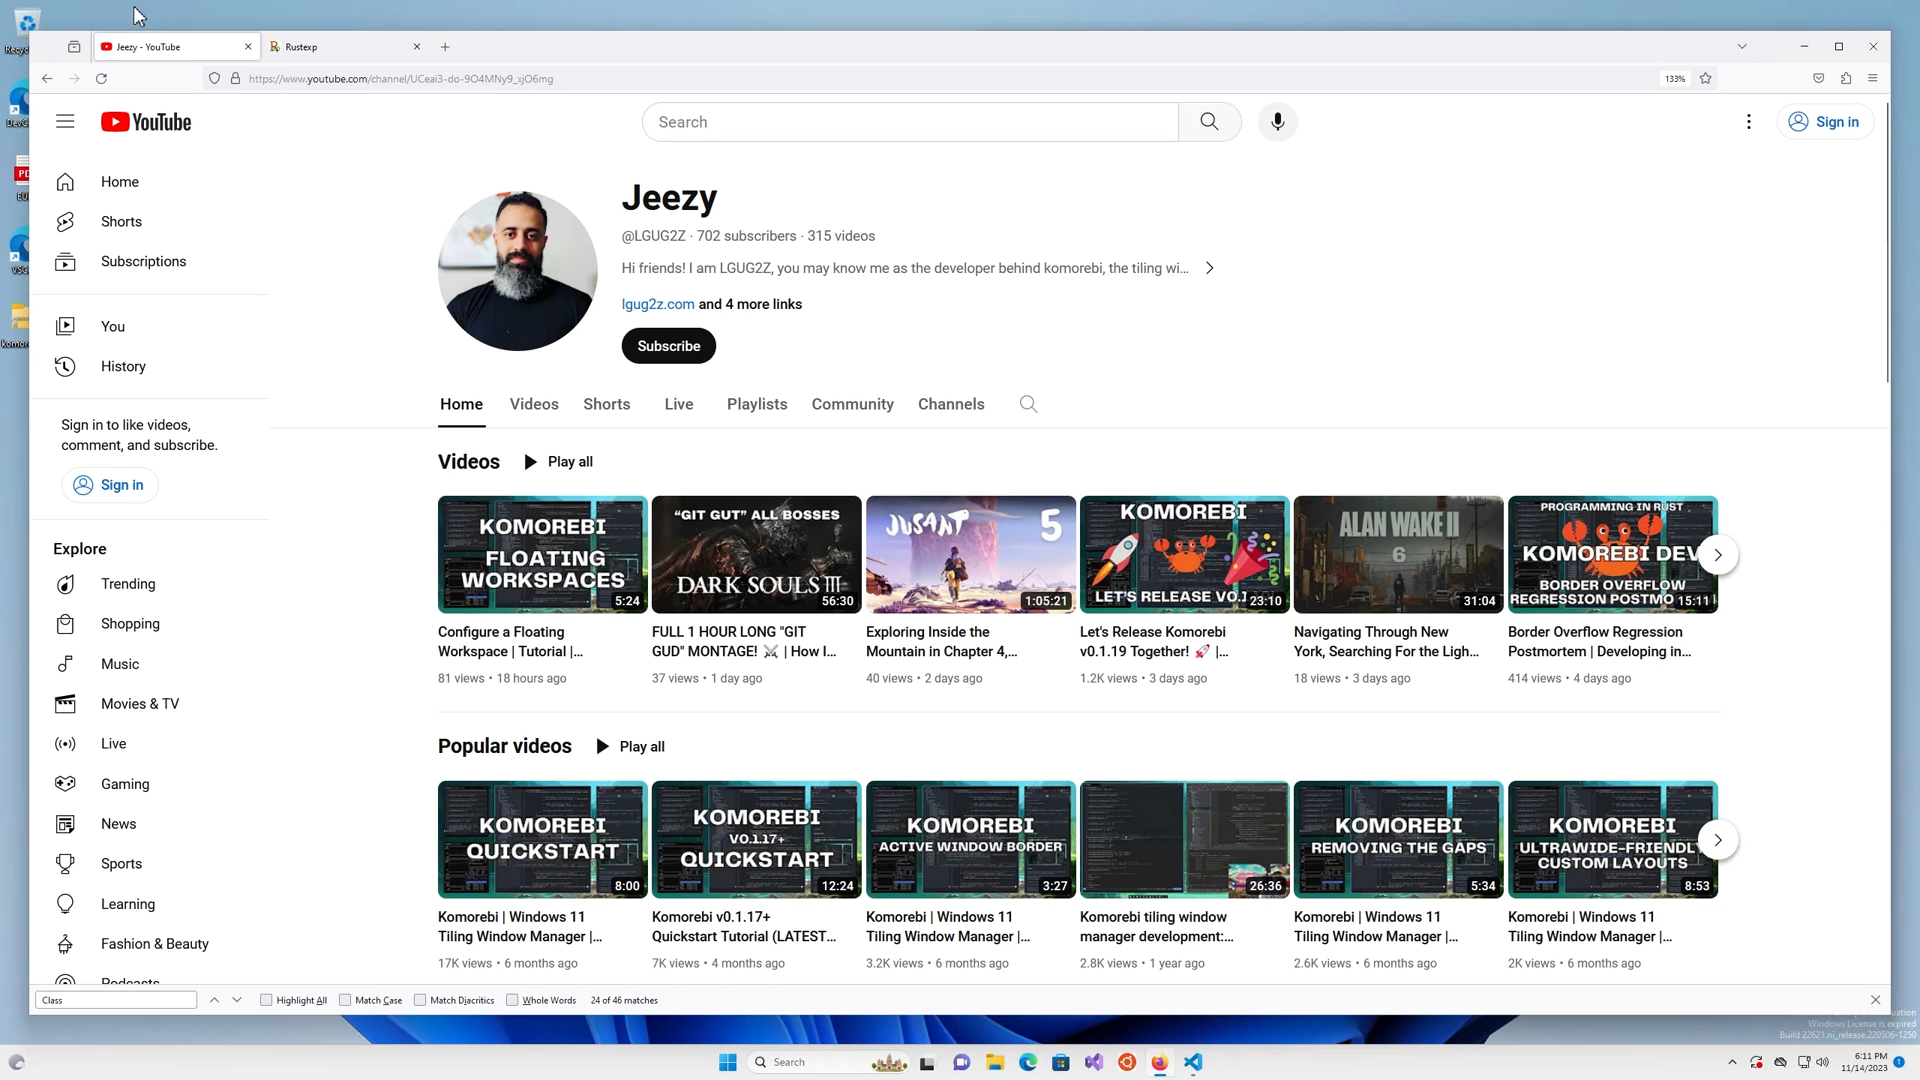 Jeezy - YouTube
Rustexp
https://www.youtube.com/channel/UCeai3-do-9O4MNy9_xjO6mg
133%
YouTube
Search
Sign in
Home
Shorts
Subscriptions
You
History
Sign in to like videos,
comment, and subscribe.
Sign in
Explore
Trending
Shopping
Music
Movies & TV
Live
Gaming
News
Sports
Learning
Fashion & Beauty
Podcasts
Jeezy
@LGUG2Z · 702 subscribers · 315 videos
Hi friends! I am LGUG2Z, you may know me as the developer behind komorebi, the tiling wi...
lgug2z.com and 4 more links
Subscribe
Home Videos Shorts Live Playlists Community Channels
Videos Play all
KOMOREBI
FLOATING
WORKSPACES
5:24
Configure a Floating
Workspace | Tutorial |...
81 views • 18 hours ago
"GIT GUT" ALL BOSSES
DARK SOULS III
56:30
FULL 1 HOUR LONG "GIT
GUD" MONTAGE! ⚔️ | How I...
37 views • 1 day ago
JUSANT 5
1:05:21
Exploring Inside the
Mountain in Chapter 4,...
40 views • 2 days ago
KOMOREBI
LET'S RELEASE V0.1
23:10
Let's Release Komorebi
v0.1.19 Together! 🚀 |...
1.2K views • 3 days ago
ALAN WAKE II
6
31:04
Navigating Through New
York, Searching For the Ligh...
18 views • 3 days ago
PROGRAMMING IN RUST
KOMOREBI DEV
BORDER OVERFLOW
REGRESSION POSTMO
15:11
Border Overflow Regression
Postmortem | Developing in...
414 views • 4 days ago
Popular videos Play all
KOMOREBI
QUICKSTART
8:00
Komorebi | Windows 11
Tiling Window Manager |...
17K views • 6 months ago
KOMOREBI
V0.1.17+
QUICKSTART
12:24
Komorebi v0.1.17+
Quickstart Tutorial (LATEST...
7K views • 4 months ago
KOMOREBI
ACTIVE WINDOW BORDER
3:27
Komorebi | Windows 11
Tiling Window Manager |...
3.2K views • 6 months ago
26:36
Komorebi tiling window
manager development:...
2.8K views • 1 year ago
KOMOREBI
REMOVING THE GAPS
5:34
Komorebi | Windows 11
Tiling Window Manager |...
2.6K views • 6 months ago
KOMOREBI
ULTRAWIDE-FRIENDLY
CUSTOM LAYOUTS
8:53
Komorebi | Windows 11
Tiling Window Manager |...
2K views • 6 months ago
Class
Highlight All Match Case Match Diacritics Whole Words 24 of 46 matches
Windows License is expired
Build 22621.ni_release.220506-1250
Search
6:11 PM
11/14/2023
1